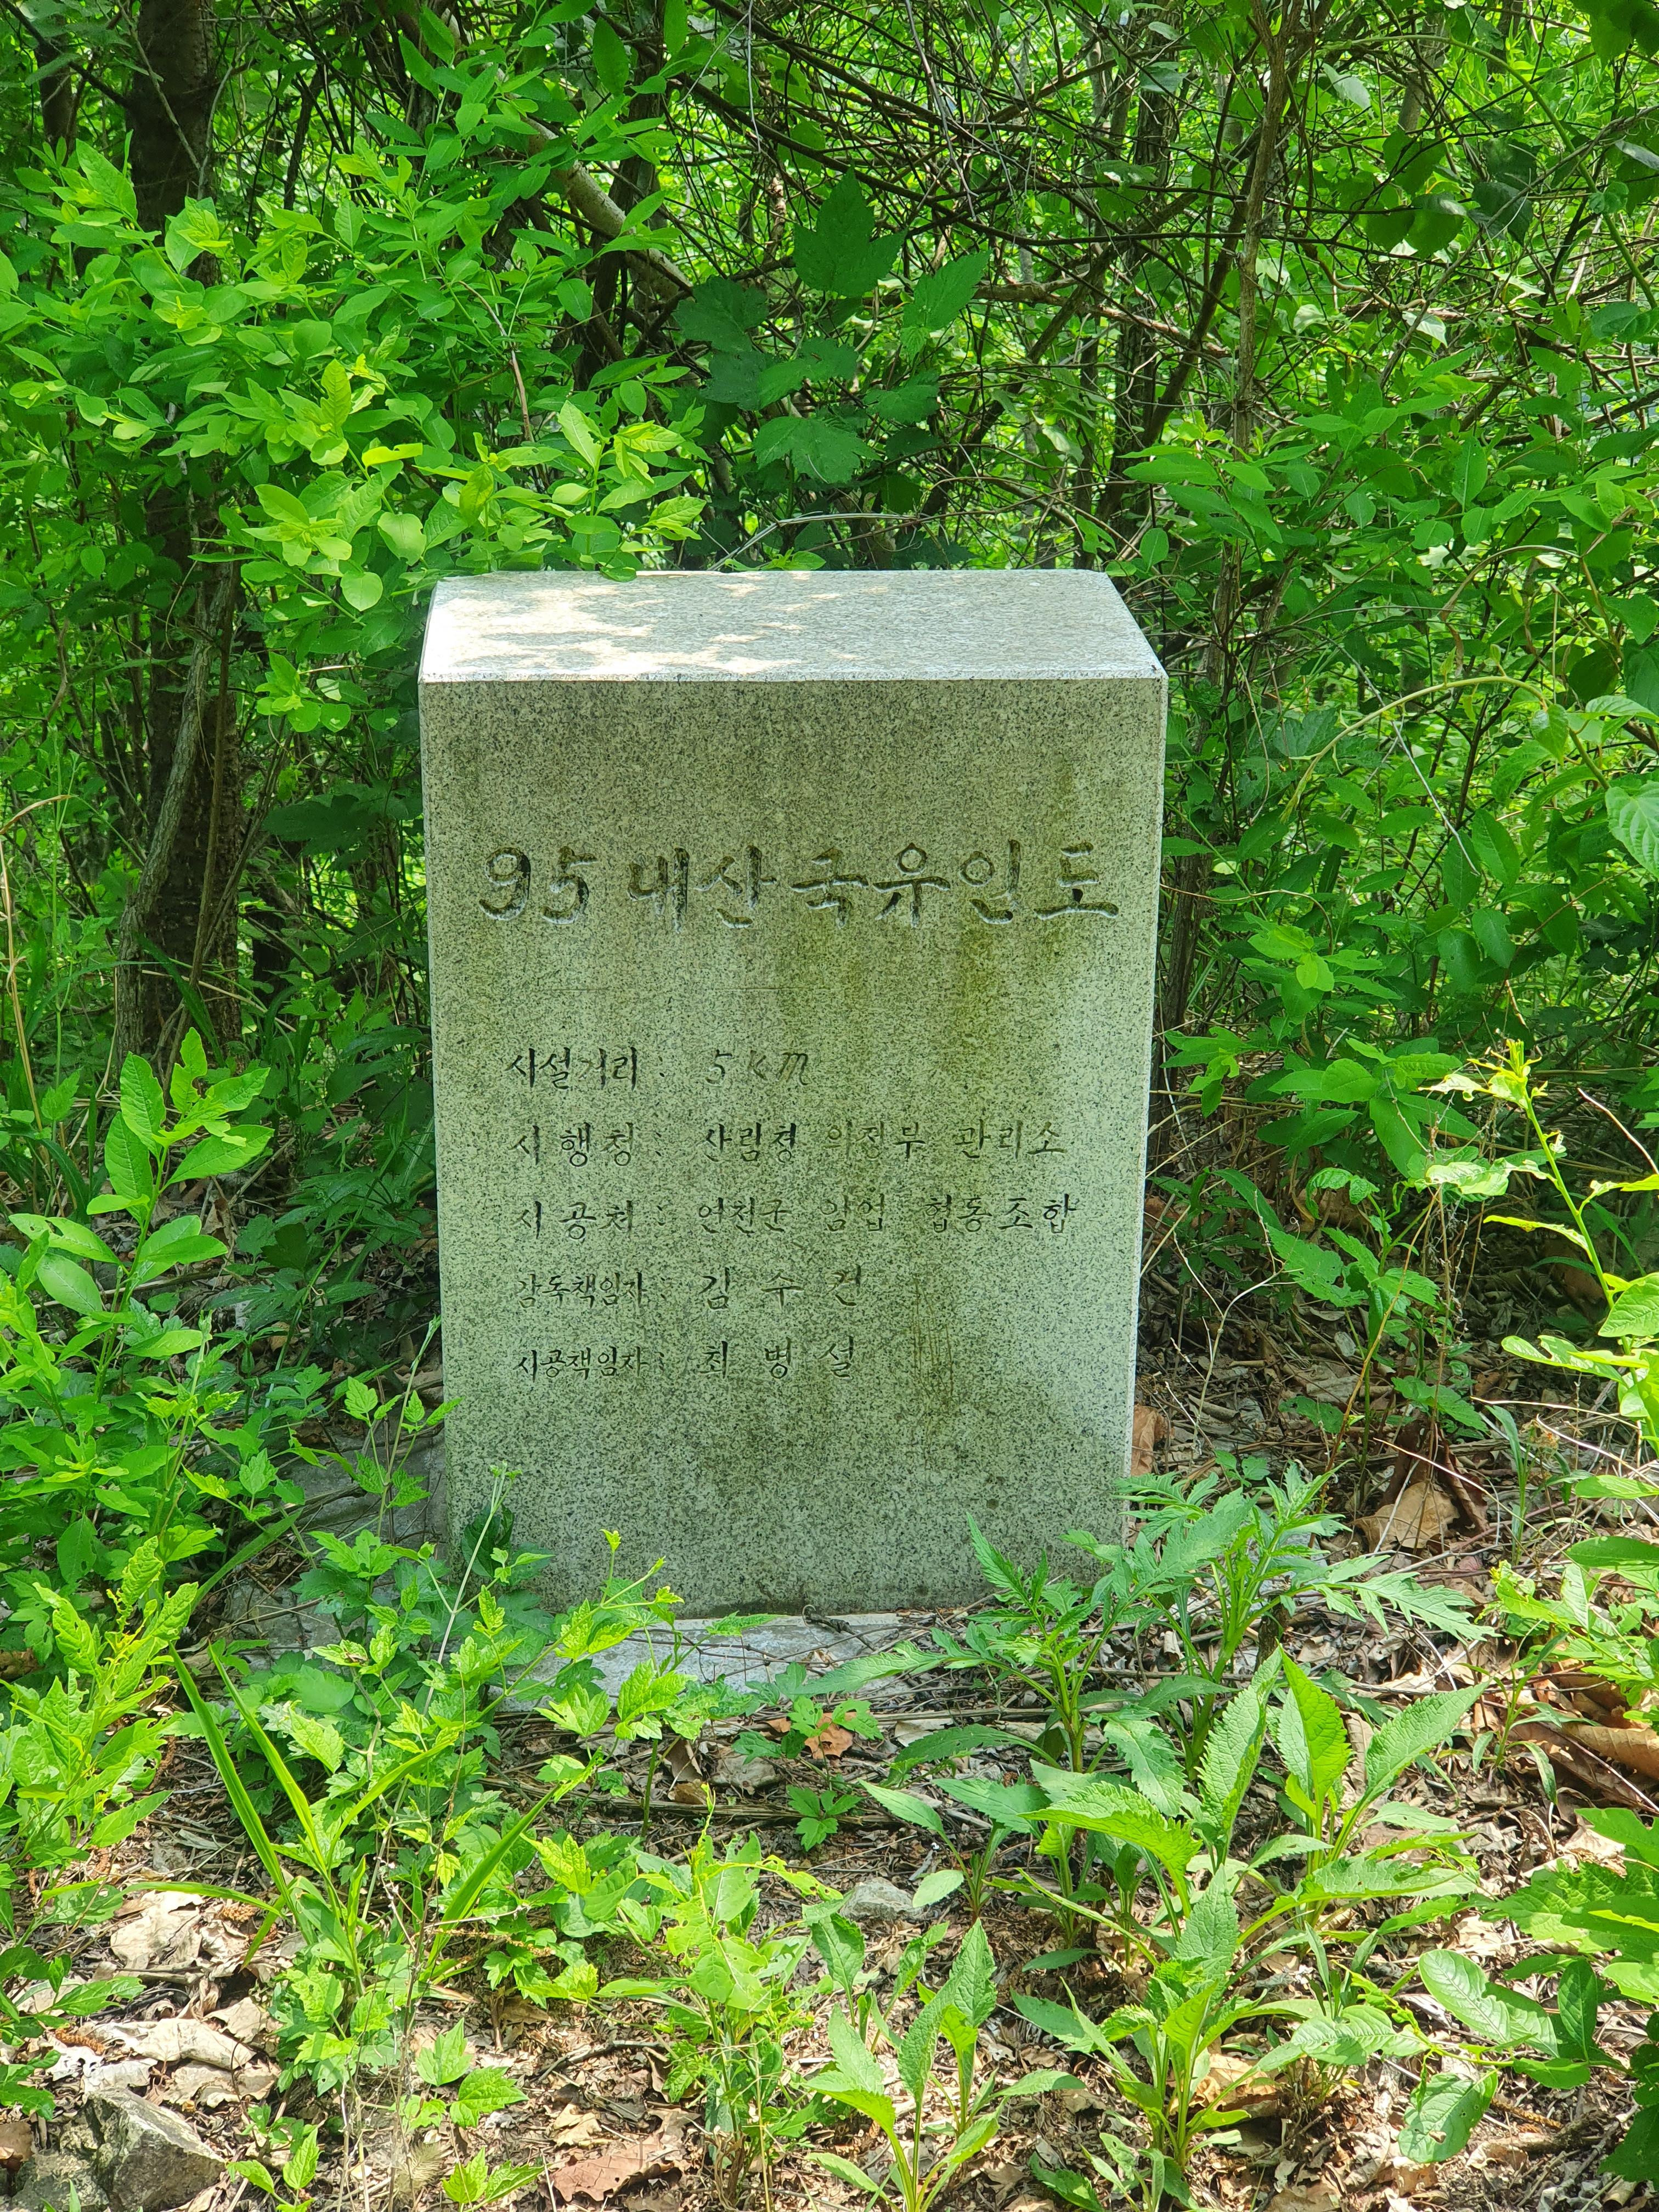 95 내산국유임도
시설거리 : 5km
시행청 : 산림청 의정부 관리소
시공처 : 연천군 임업 협동조합
감독책임자 : 김수건
시공책임자 : 최병설